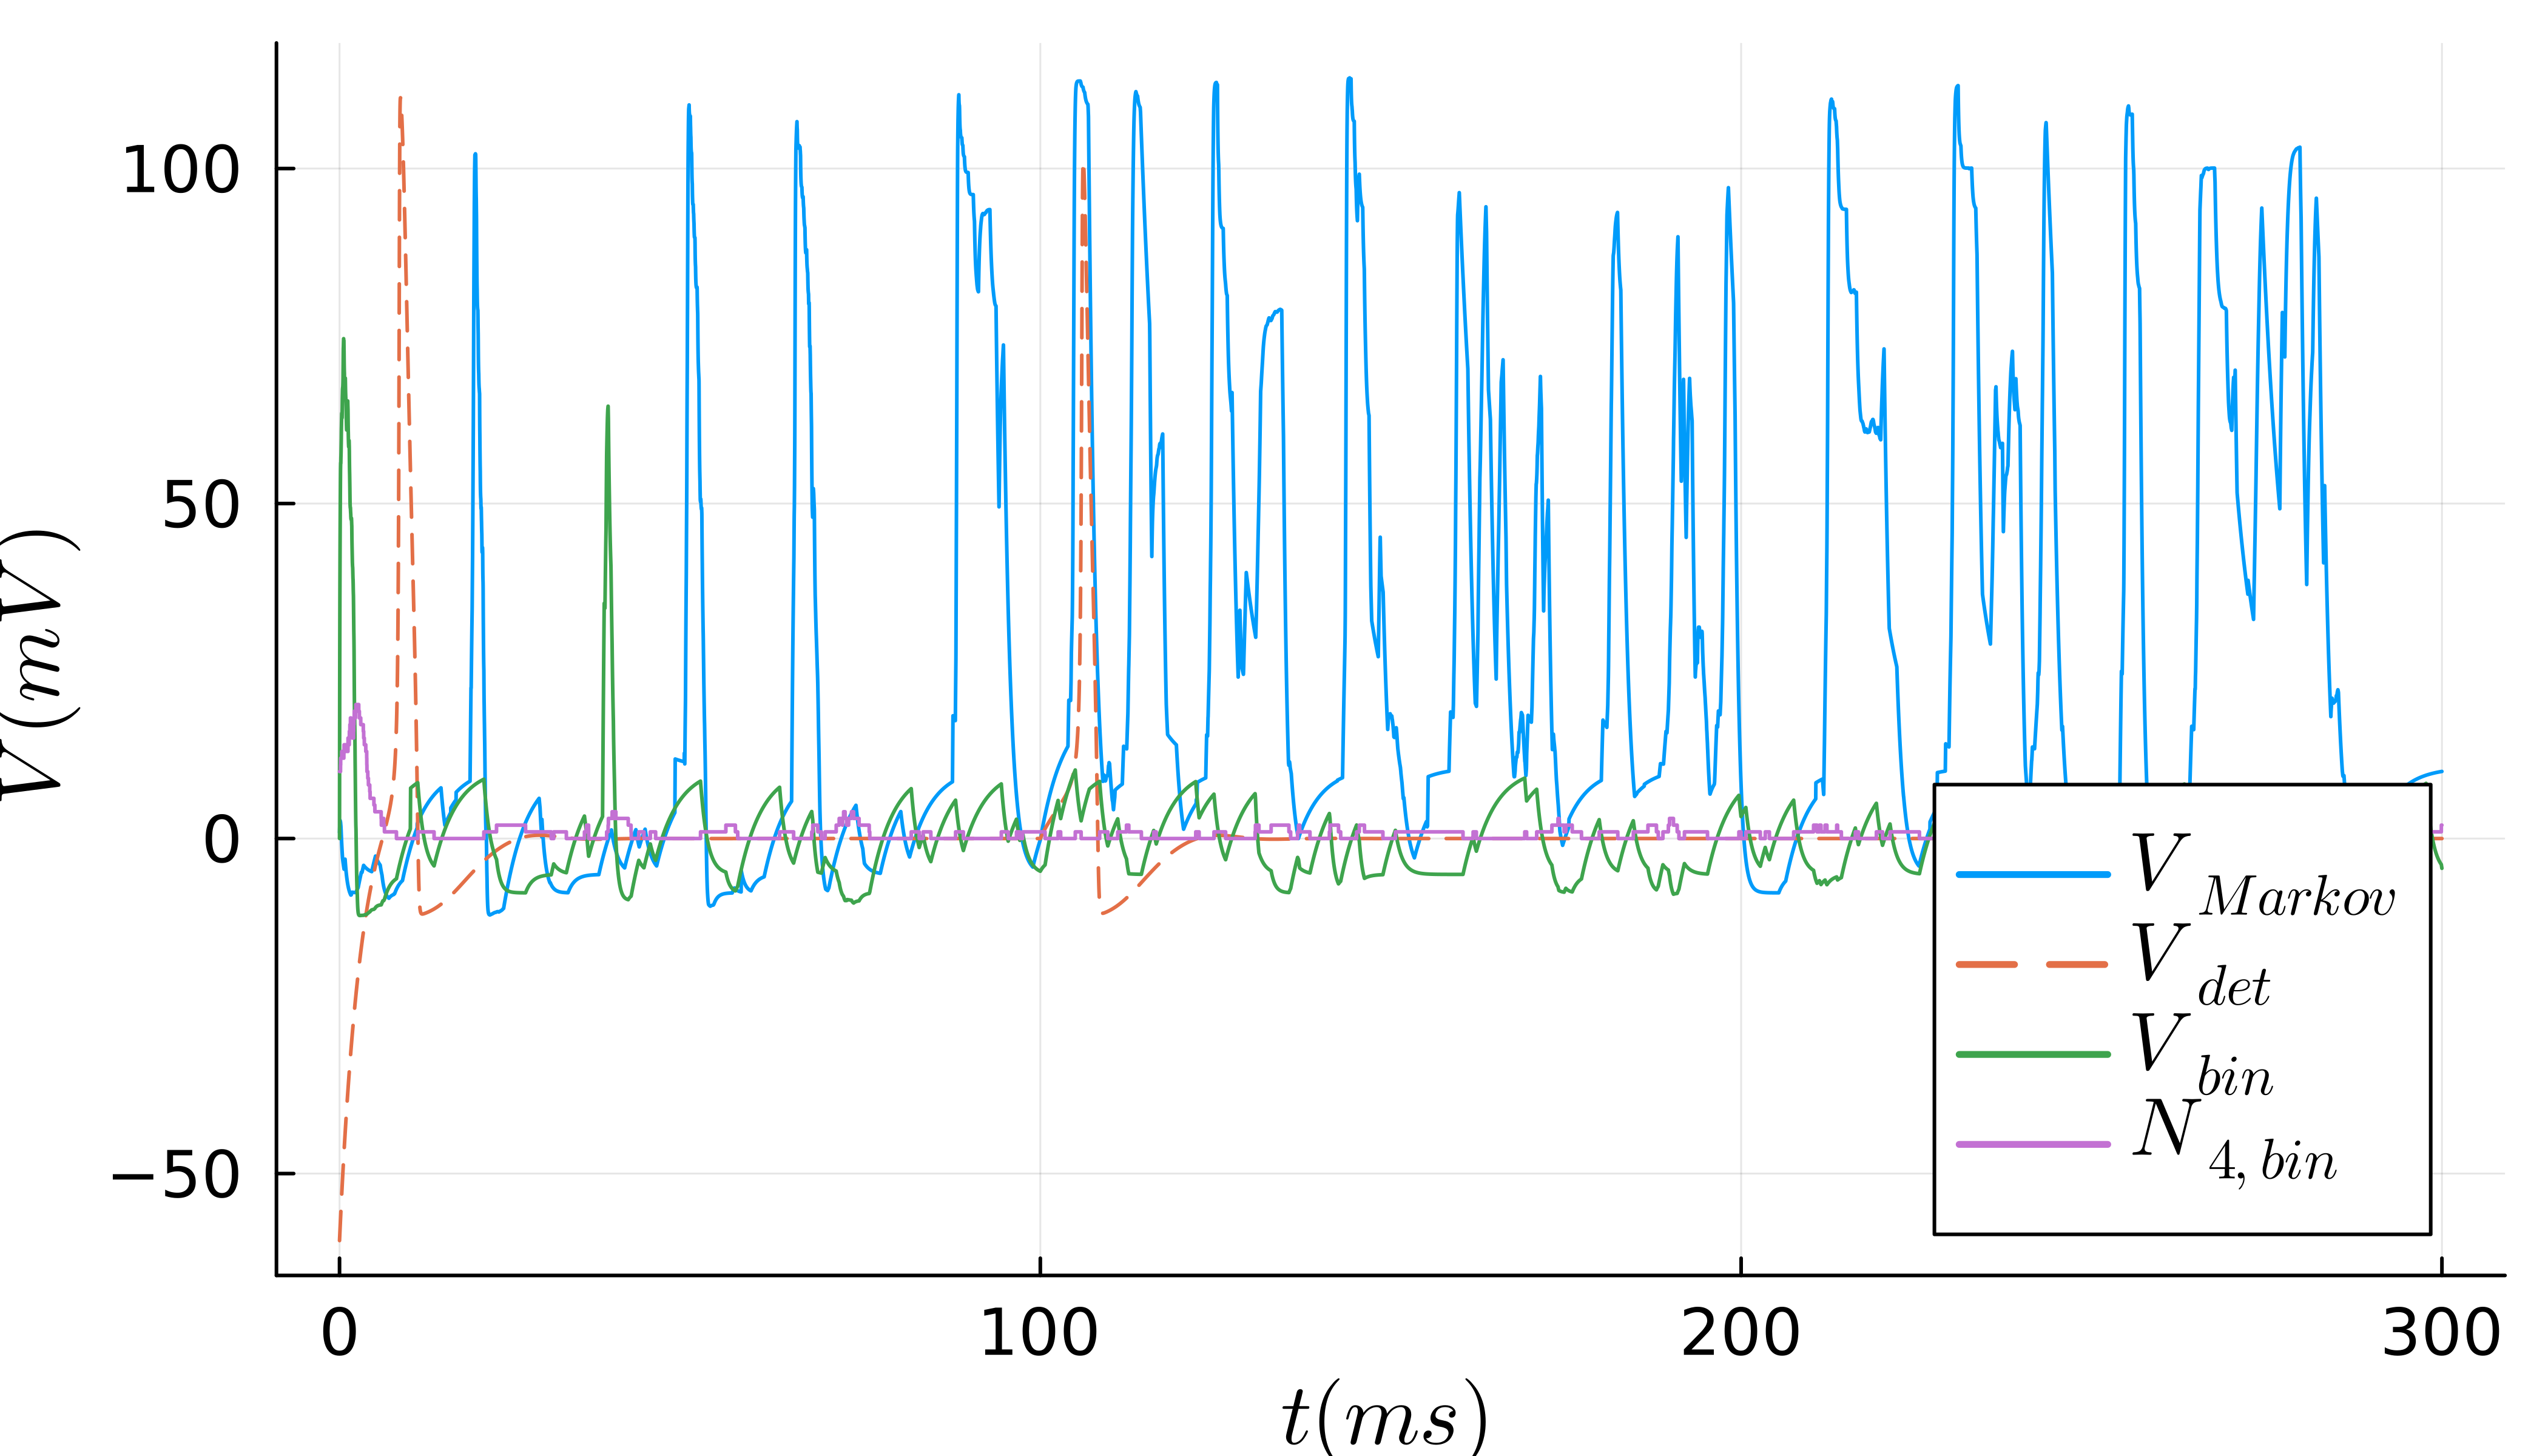 V(mV)
100
50
0
−50
0 100 200 300
t(ms)
V_Markov
V_det
V_bin
N_4,bin